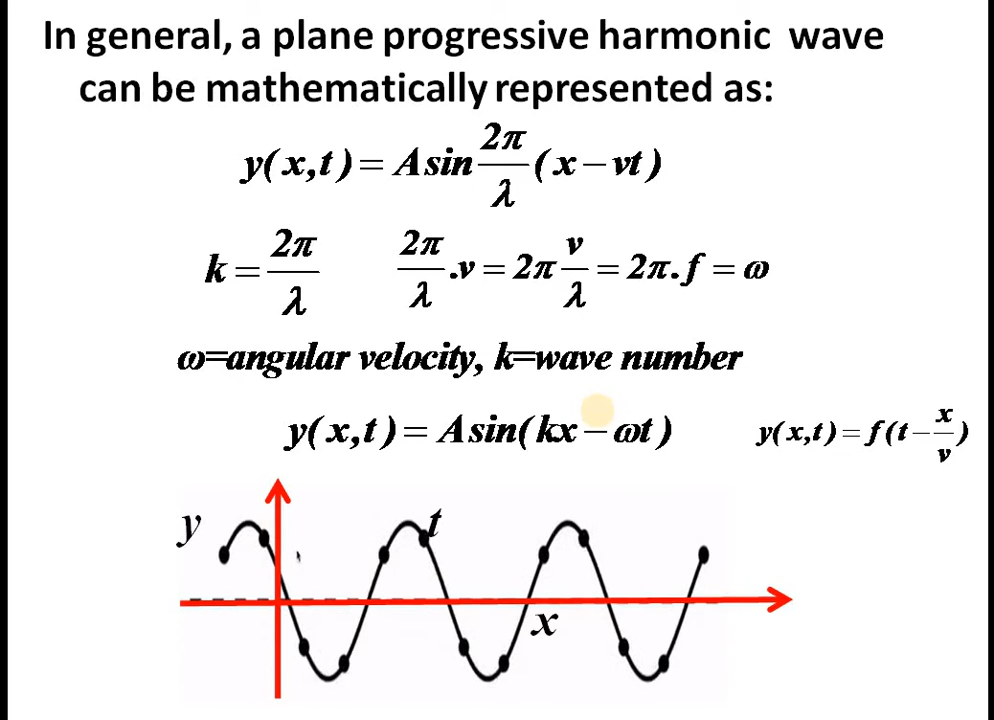 In general, a plane progressive harmonic wave
can be mathematically represented as:
y(x,t) = A sin 2π/λ (x − vt)
k = 2π/λ    2π/λ .v = 2π v/λ = 2π.f = ω
ω=angular velocity, k=wave number
y(x,t) = A sin(kx − ωt)    y(x,t) = f(t − x/v)
y
t
x